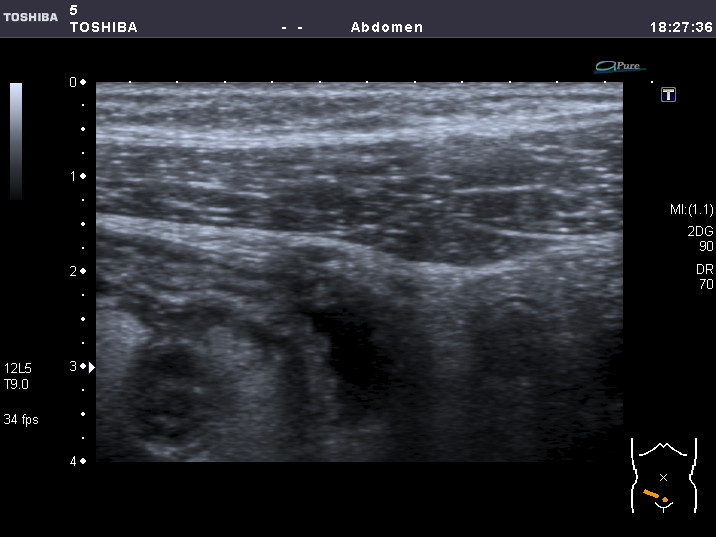 TOSHIBA
5
TOSHIBA - - Abdomen 18:27:36
Pure
T
0
1
2
3
4
MI:(1.1)
2DG
90
DR
70
12L5
T9.0
34 fps